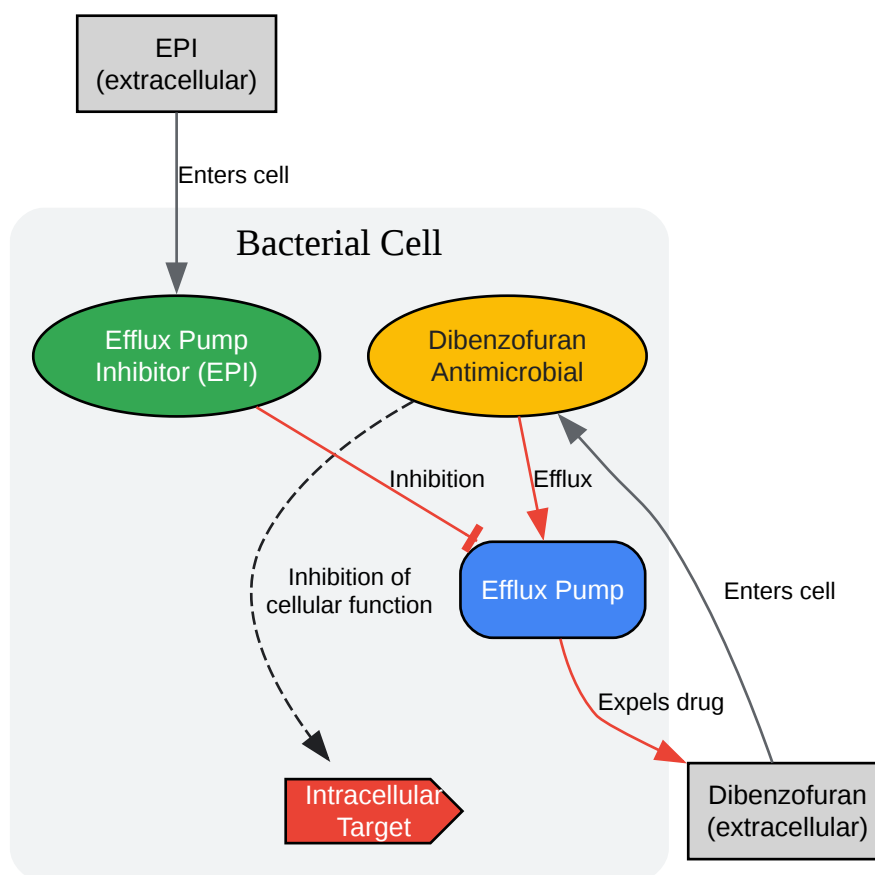 EPI
(extracellular)
Enters cell
Bacterial Cell
Efflux Pump
Inhibitor (EPI)
Dibenzofuran
Antimicrobial
Inhibition
Efflux
Inhibition of
cellular function
Efflux Pump
Enters cell
Expels drug
Intracellular
Target
Dibenzofuran
(extracellular)